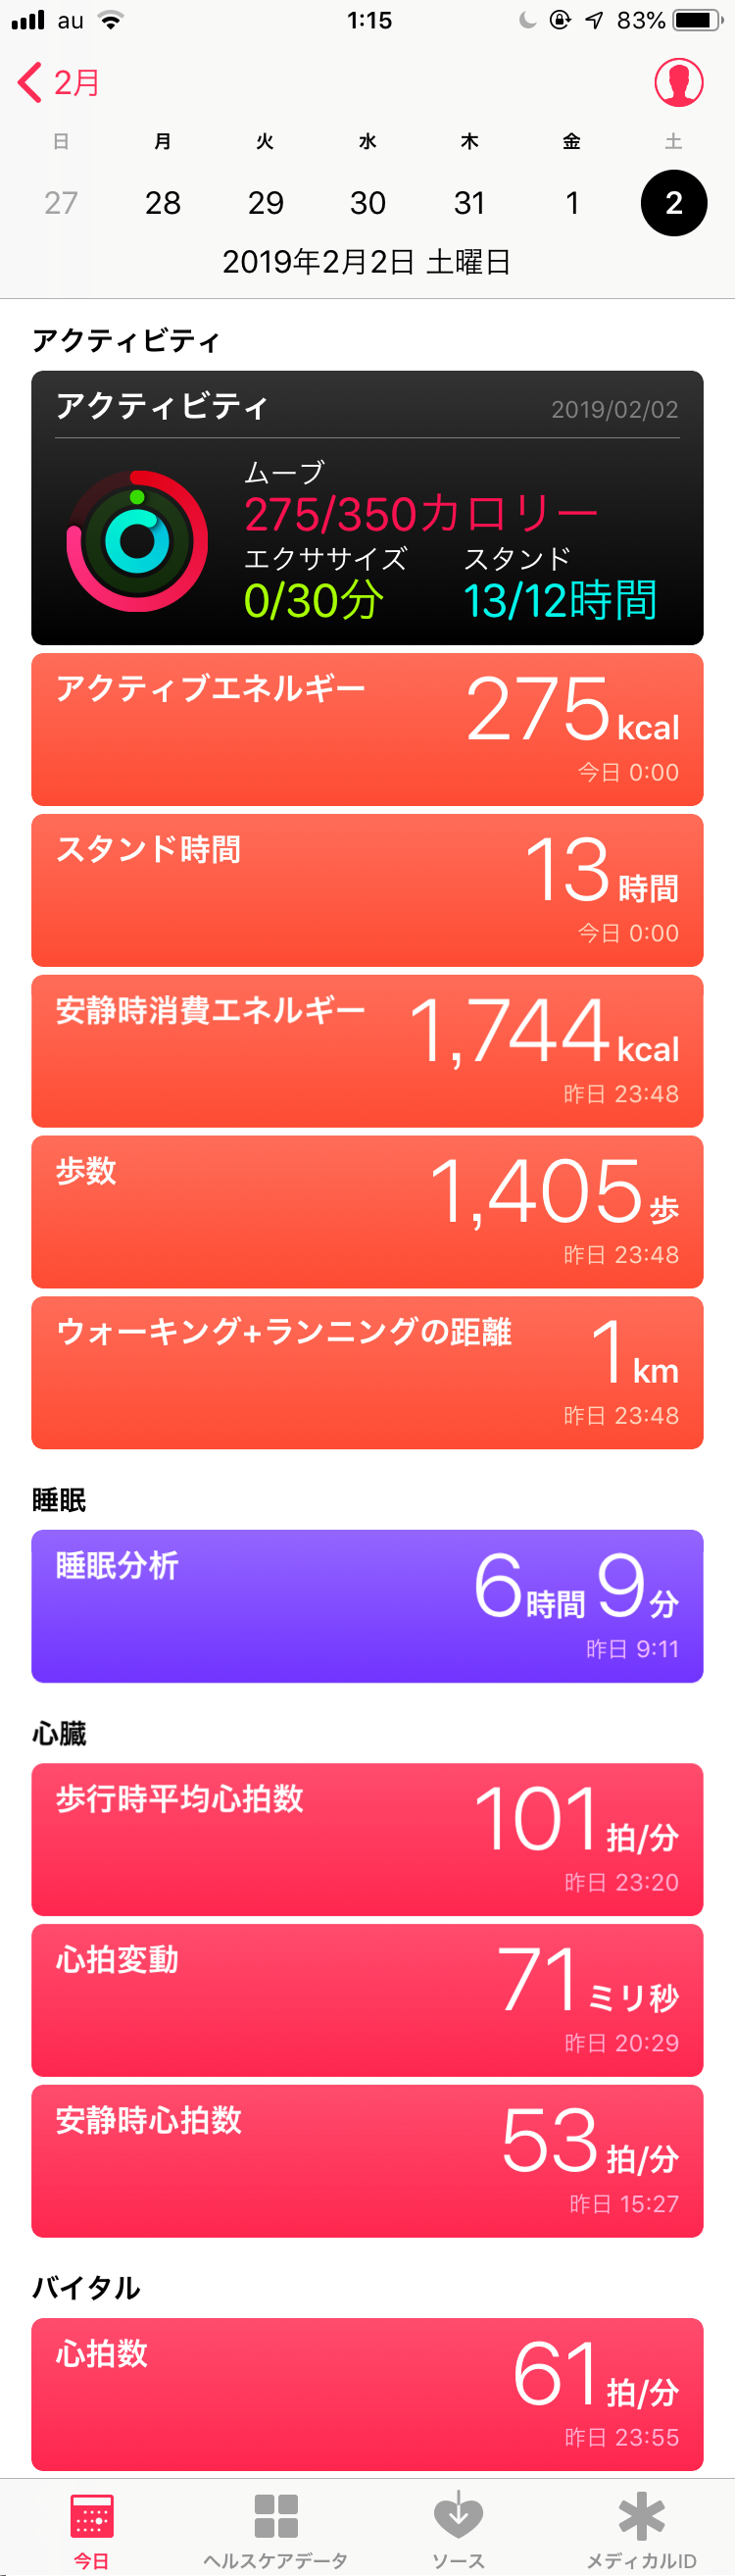 au 1:15 83%
2月
日 月 火 水 木 金 土
27 28 29 30 31 1 2
2019年2月2日 土曜日
アクティビティ
アクティビティ 2019/02/02
ムーブ
275/350カロリー
エクササイズ スタンド
0/30分 13/12時間
アクティブエネルギー 275 kcal
今日 0:00
スタンド時間 13 時間
今日 0:00
安静時消費エネルギー 1,744 kcal
昨日 23:48
歩数 1,405 歩
昨日 23:48
ウォーキング+ランニングの距離 1 km
昨日 23:48
睡眠
睡眠分析 6 時間 9 分
昨日 9:11
心臓
歩行時平均心拍数 101 拍/分
昨日 23:20
心拍変動 71 ミリ秒
昨日 20:29
安静時心拍数 53 拍/分
昨日 15:27
バイタル
心拍数 61 拍/分
昨日 23:55
今日 ヘルスケアデータ ソース メディカルID